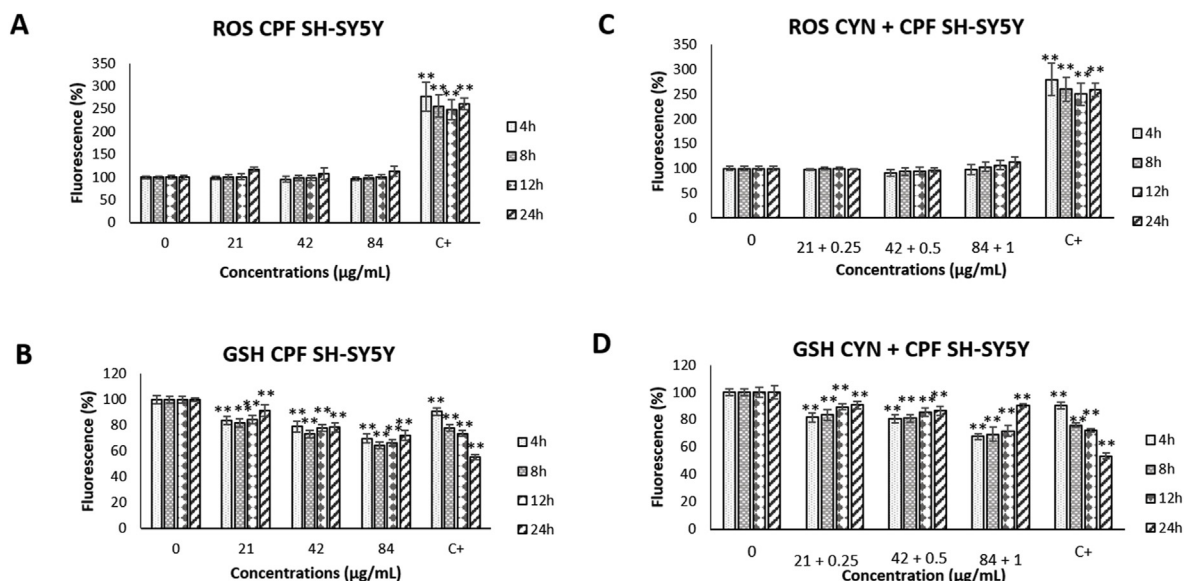 A
ROS CPF SH-SY5Y
Fluorescence (%)
350
300
250
200
150
100
50
0
** ** ** **
0 21 42 84 C+
Concentrations (µg/mL)
4h
8h
12h
24h
C
ROS CYN + CPF SH-SY5Y
Fluorescence (%)
350
300
250
200
150
100
50
0
** ** ** **
0 21 + 0.25 42 + 0.5 84 + 1 C+
Concentrations (µg/mL)
4h
8h
12h
24h
B
GSH CPF SH-SY5Y
Fluorescence (%)
120
100
80
60
40
20
0
** ** ** ** ** ** ** ** ** ** ** ** ** ** ** **
0 21 42 84 C+
Concentrations (µg/mL)
4h
8h
12h
24h
D
GSH CYN + CPF SH-SY5Y
Fluorescence (%)
120
100
80
60
40
20
0
** ** ** ** ** ** ** ** ** ** ** ** ** ** ** **
0 21 + 0.25 42 + 0.5 84 + 1 C+
Concentration (µg/mL)
4h
8h
12h
24h